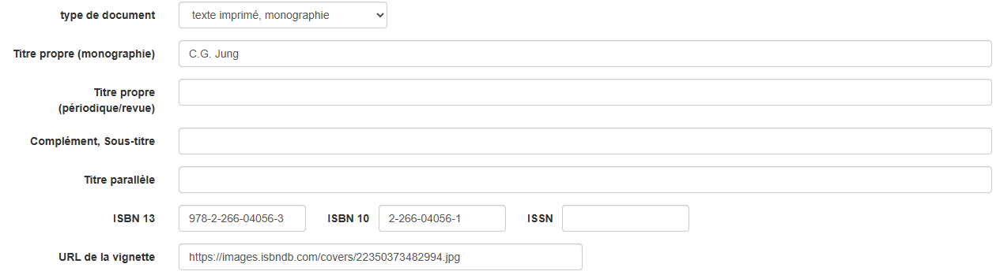 type de document texte imprimé, monographie
Titre propre (monographie) C.G. Jung
Titre propre
(périodique/revue)
Complément, Sous-titre
Titre parallèle
ISBN 13 978-2-266-04056-3 ISBN 10 2-266-04056-1 ISSN
URL de la vignette https://images.isbndb.com/covers/22350373482994.jpg